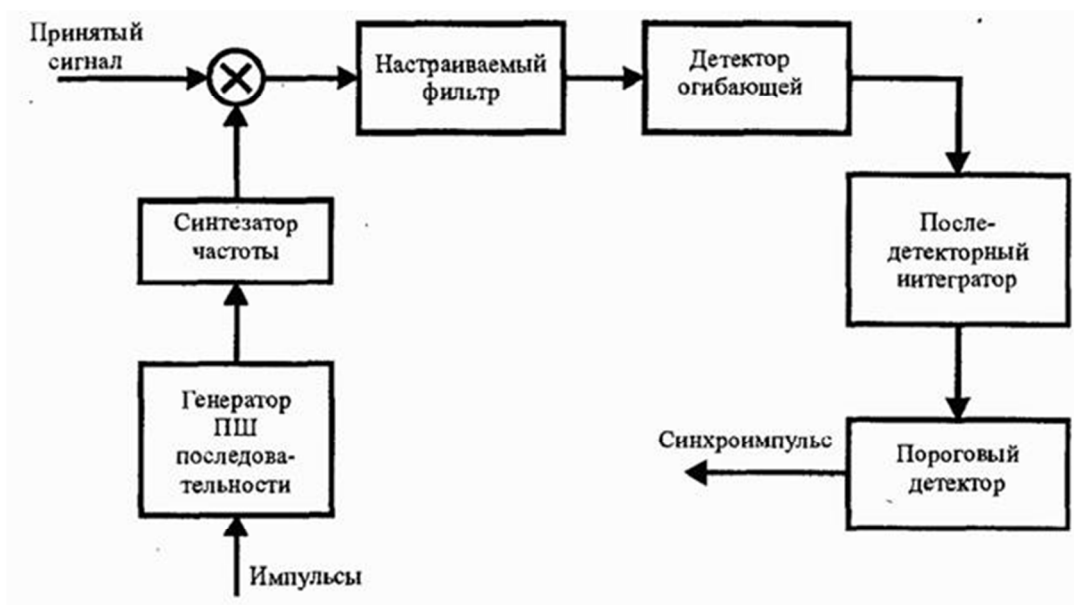 Принятый
сигнал
Настраиваемый
фильтр
Детектор
огибающей
Синтезатор
частоты
После-
детекторный
интегратор
Генератор
ПШ
последова-
тельности
Синхроимпульс
Пороговый
детектор
Импульсы